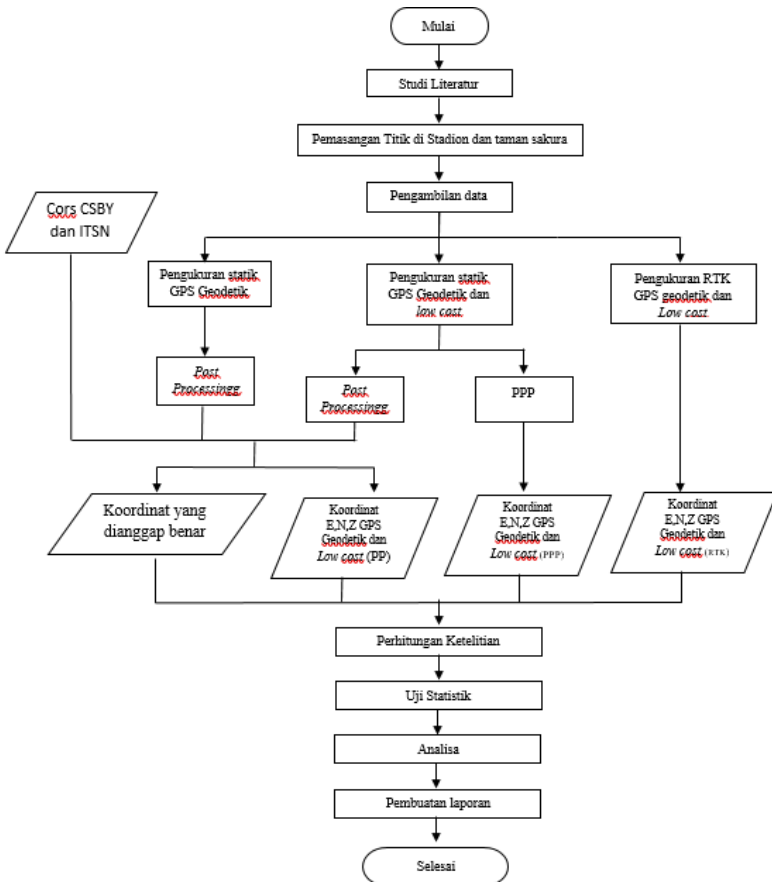 Mulai
Studi Literatur
Pemasangan Titik di Stadion dan taman sakura
Pengambilan data
Cors CSBY
dan ITSN
Pengukuran statik
GPS Geodetik
Pengukuran statik
GPS Geodetik dan
low cast
Pengukuran RTK
GPS geodetik dan
Low cost
Post
Processingg
Post
Processingg
PPP
Koordinat yang
dianggap benar
Koordinat
E,N,Z GPS
Geodetik dan
Low cost (PP)
Koordinat
E,N,Z GPS
Geodetik dan
Low cost (PPP)
Koordinat
E,N,Z GPS
Geodetik dan
Low cost (RTK)
Perhitungan Ketelitian
Uji Statistik
Analisa
Pembuatan laporan
Selesai